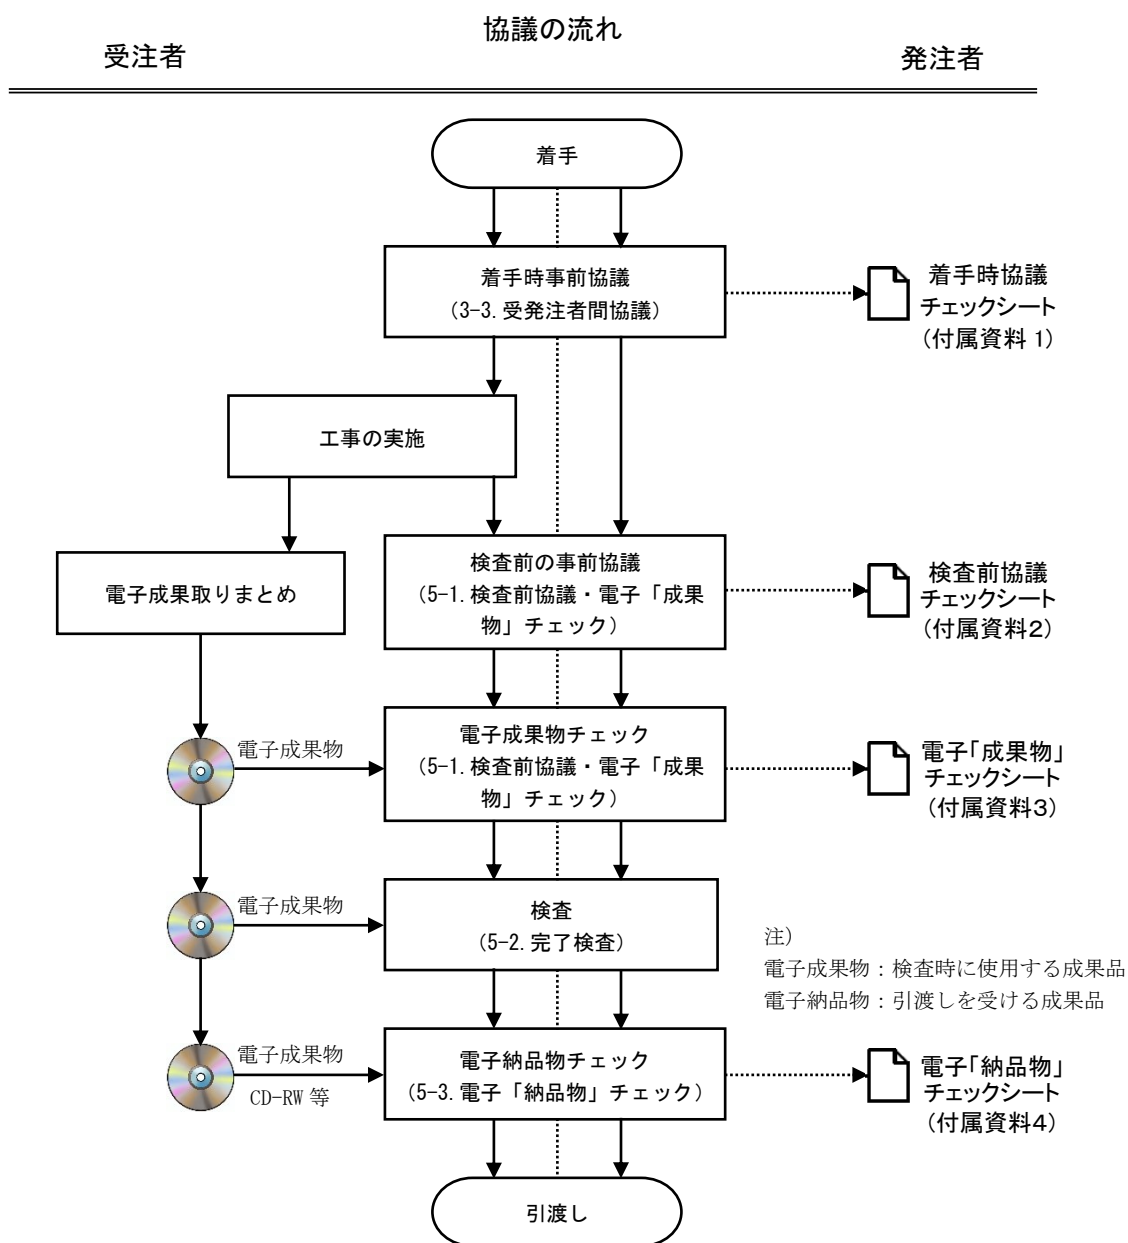 協議の流れ
受注者
発注者
着手
着手時事前協議
(3-3.受発注者間協議)
着手時協議
チェックシート
(付属資料 1)
工事の実施
電子成果取りまとめ
検査前の事前協議
(5-1.検査前協議・電子「成果
物」チェック)
検査前協議
チェックシート
(付属資料2)
電子成果物
電子成果物チェック
(5-1.検査前協議・電子「成果
物」チェック)
電子「成果物」
チェックシート
(付属資料3)
電子成果物
検査
(5-2.完了検査)
注)
電子成果物:検査時に使用する成果品
電子納品物:引渡しを受ける成果品
電子成果物
CD-RW 等
電子納品物チェック
(5-3.電子「納品物」チェック)
電子「納品物」
チェックシート
(付属資料4)
引渡し